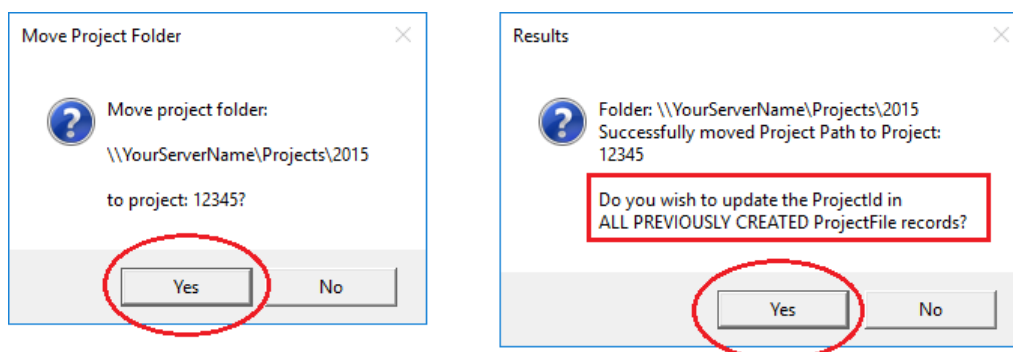 Move Project Folder
Move project folder:
\\YourServerName\Projects\2015
to project: 12345?
Yes
No
Results
Folder: \\YourServerName\Projects\2015
Successfully moved Project Path to Project:
12345
Do you wish to update the ProjectId in
ALL PREVIOUSLY CREATED ProjectFile records?
Yes
No